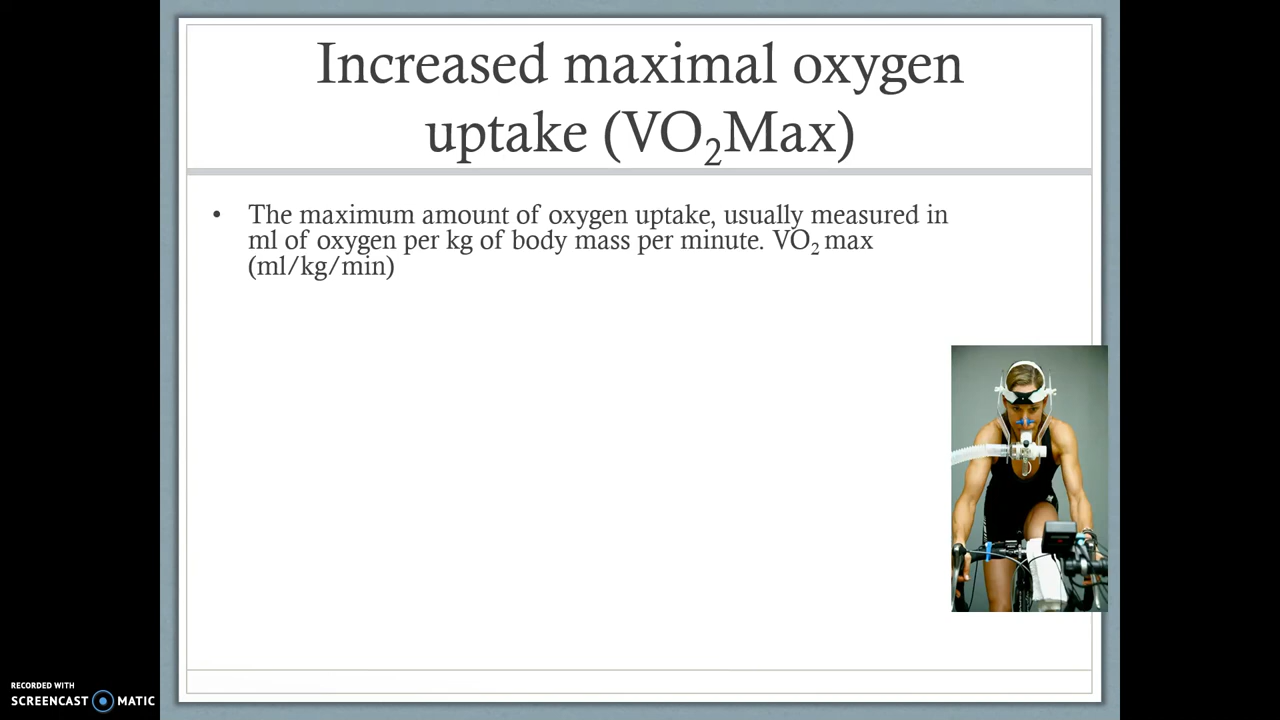 Increased maximal oxygen
uptake (VO₂Max)
• The maximum amount of oxygen uptake, usually measured in
ml of oxygen per kg of body mass per minute. VO₂ max
(ml/kg/min)
RECORDED WITH
SCREENCAST MATIC